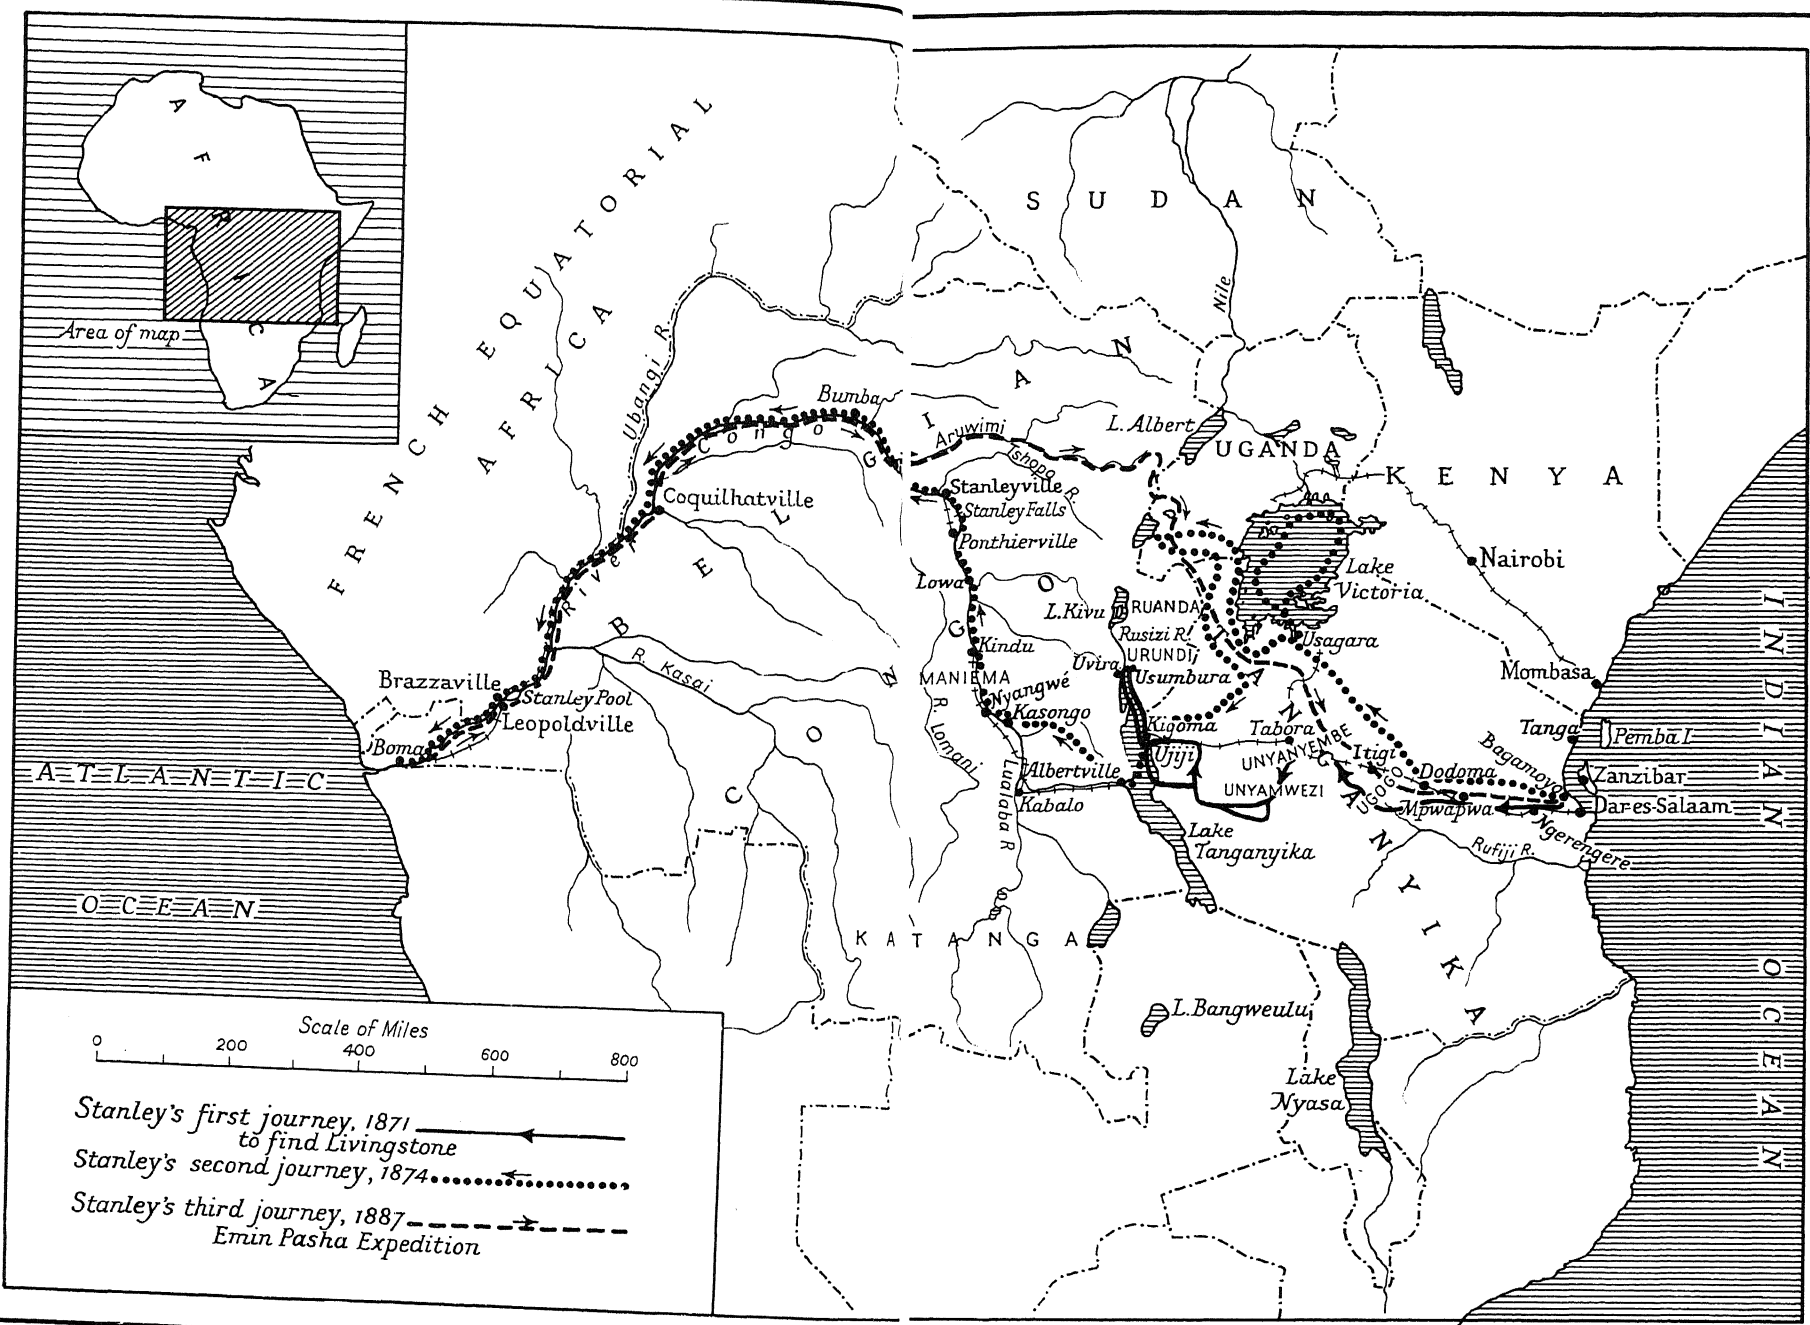 AFRICA
Area of map
FRENCH EQUATORIAL
AFRICA
SUDAN
Nile
Ubangi R.
Bumba
Congo
River
Aruwimi
Tshopo R.
L. Albert
UGANDA
KENYA
BELGIAN
CONGO
Coquilhatville
Stanleyville
Stanley Falls
Ponthierville
Lowa
Kindu
MANIEMA
Nyangwé
Kasongo
L. Kivu
RUANDA
Rusizi R.
URUNDI
Uvira
Usumbura
Lake
Victoria
Nairobi
Usagara
Mombasa
Tanga
Pemba I.
Bagamoyo
Zanzibar
Dar-es-Salaam
Ngerengere
Rufiji R.
Kigoma
Ujiji
Tabora
UNYANYEMBE
UNYAMWEZI
Itigi
UGOGO
Dodoma
Mpwapwa
TANGANYIKA
Albertville
Kabalo
Lualaba R
R. Lomani
Lake
Tanganyika
R. Kasai
Brazzaville
Stanley Pool
Leopoldville
Boma
ATLANTIC
OCEAN
INDIAN OCEAN
KATANGA
L. Bangweulu
Lake
Nyasa
Scale of Miles
0 200 400 600 800
Stanley's first journey, 1871
to find Livingstone
Stanley's second journey, 1874
Stanley's third journey, 1887
Emin Pasha Expedition